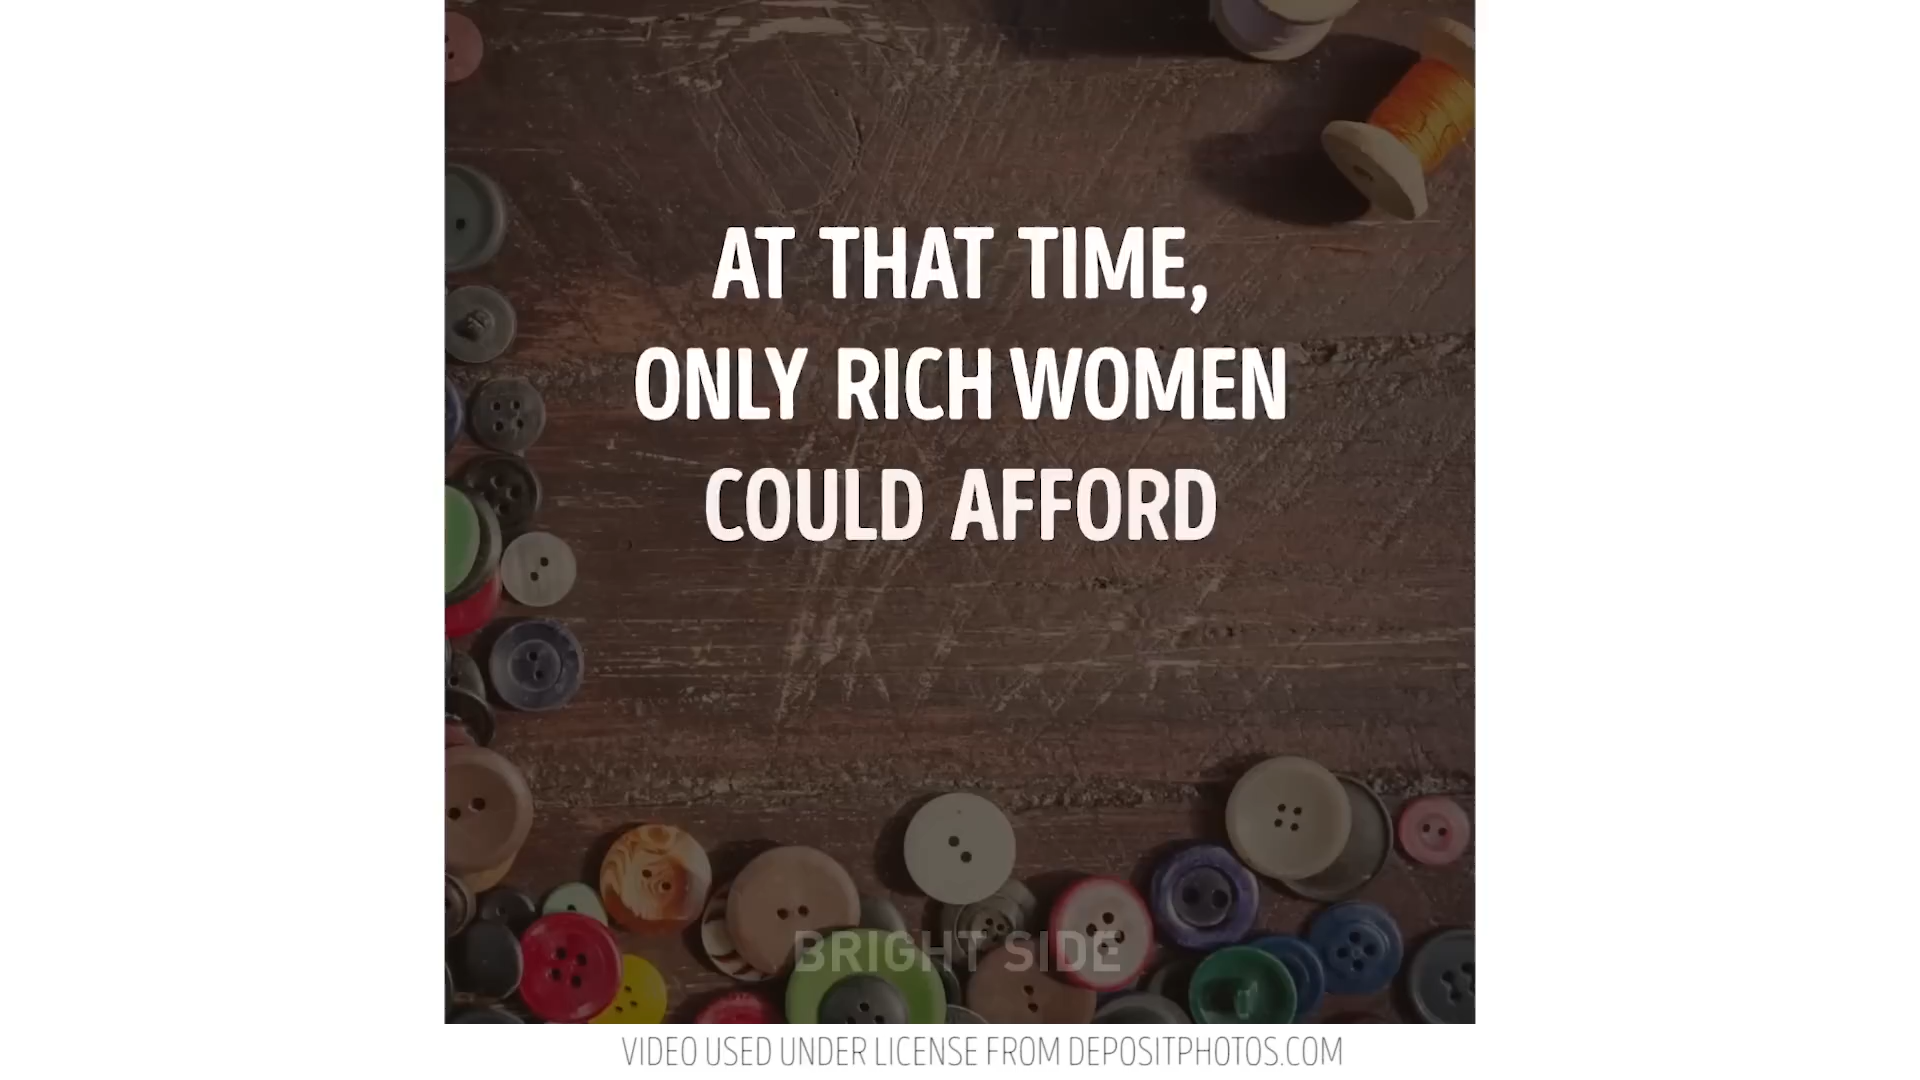 AT THAT TIME,
ONLY RICH WOMEN
COULD AFFORD
BRIGHT SIDE
VIDEO USED UNDER LICENSE FROM DEPOSITPHOTOS.COM